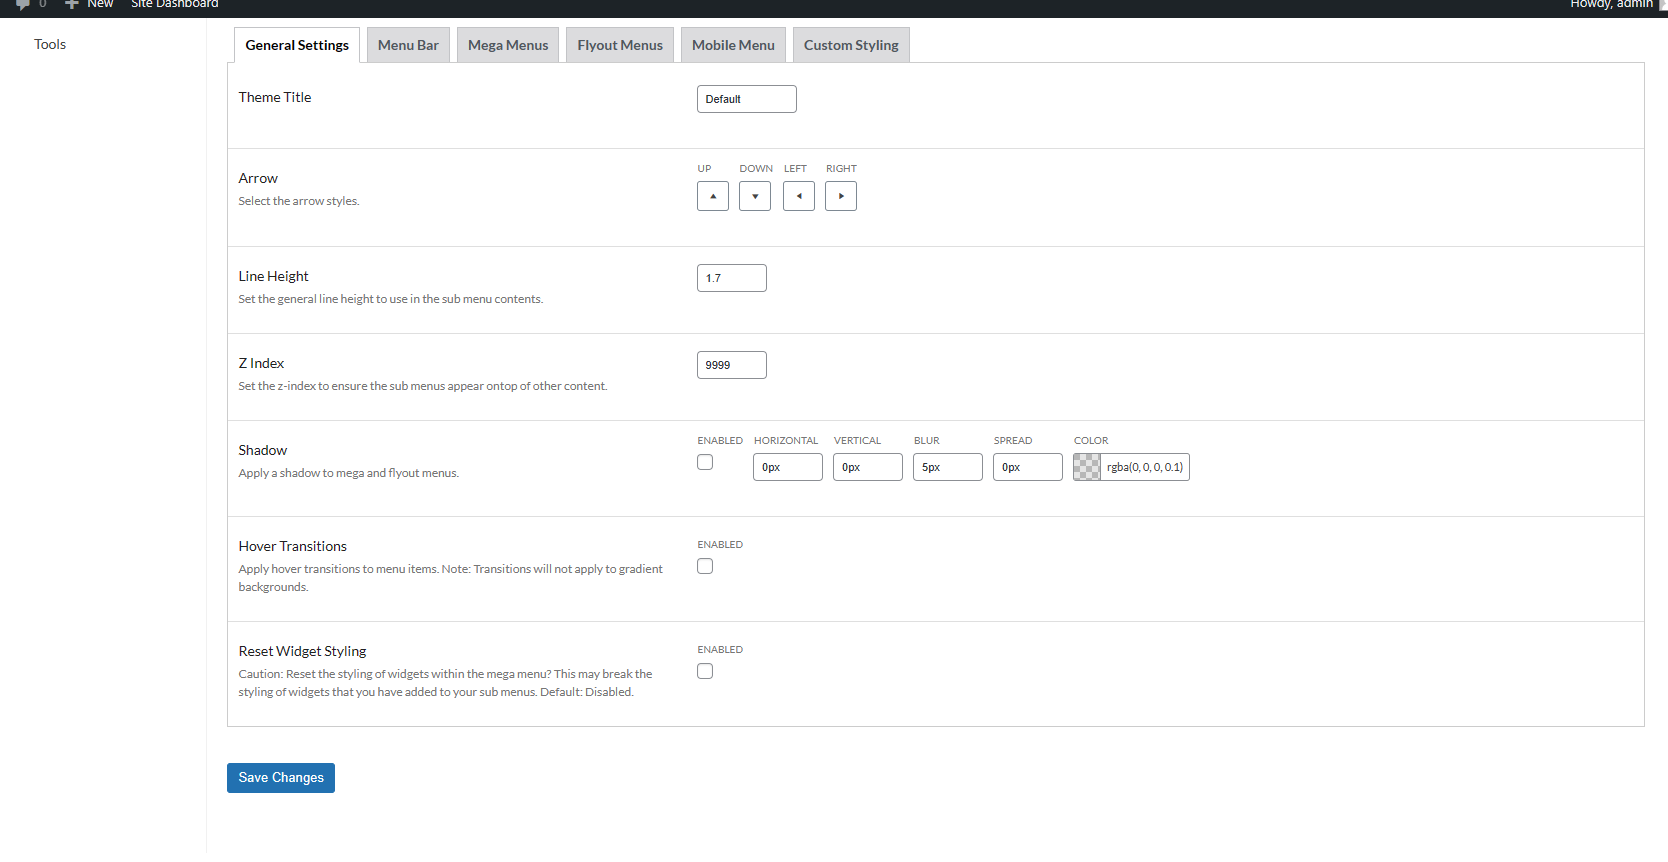 0 New Site Dashboard Howdy, admin
Tools
General Settings Menu Bar Mega Menus Flyout Menus Mobile Menu Custom Styling
Theme Title Default
UP DOWN LEFT RIGHT
Arrow
Select the arrow styles.
Line Height 1.7
Set the general line height to use in the sub menu contents.
Z Index 9999
Set the z-index to ensure the sub menus appear ontop of other content.
ENABLED HORIZONTAL VERTICAL BLUR SPREAD COLOR
Shadow
0px 0px 5px 0px rgba(0, 0, 0, 0.1)
Apply a shadow to mega and flyout menus.
Hover Transitions ENABLED
Apply hover transitions to menu items. Note: Transitions will not apply to gradient
backgrounds.
Reset Widget Styling ENABLED
Caution: Reset the styling of widgets within the mega menu? This may break the
styling of widgets that you have added to your sub menus. Default: Disabled.
Save Changes